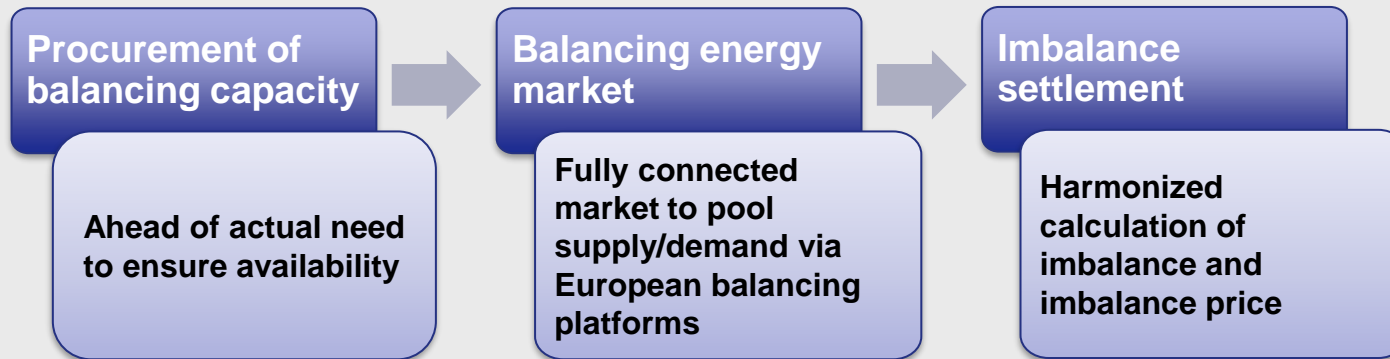 Procurement of
balancing capacity
Ahead of actual need
to ensure availability
Balancing energy
market
Fully connected
market to pool
supply/demand via
European balancing
platforms
Imbalance
settlement
Harmonized
calculation of
imbalance and
imbalance price